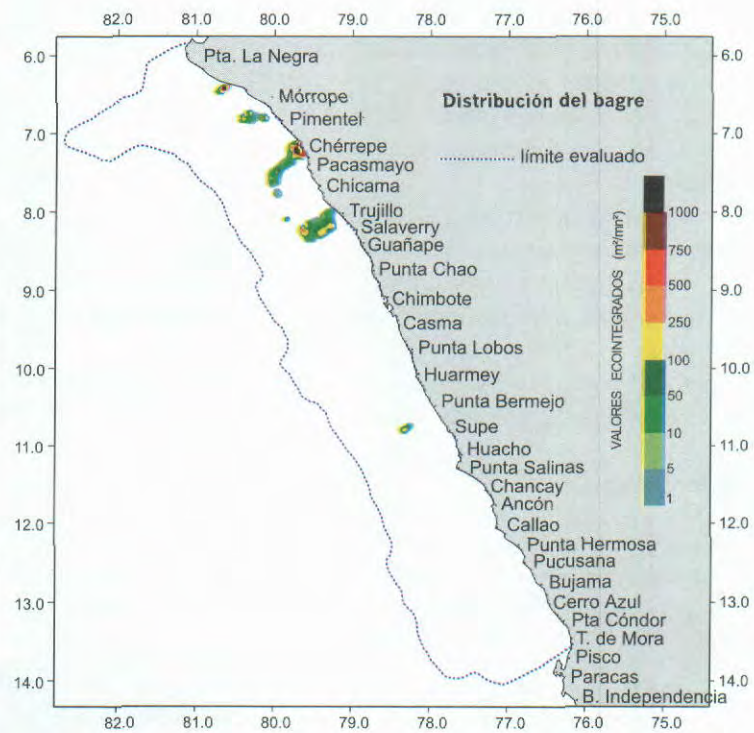 82.0 81.0 80.0 79.0 78.0 77.0 76.0 75.0
5.0 5.0
Pta. La Negra
6.0 6.0
Mórrope
Distribución del bagre
Pimentel
7.0 7.0
Chérrepe
límite evaluado
Pacasmayo
Chicama
8.0 8.0
Trujillo
1000
Salaverry
Guañape
750
Punta Chao
500
9.0 9.0
Chimbote
250
Casma
Punta Lobos
100
10.0 10.0
Huarmey
50
Punta Bermejo
10
Supe
11.0 11.0
Huacho
5
Punta Salinas
Chancay
1
Ancón
VALORES ECOINTEGRADOS (m²/mn²)
12.0 12.0
Callao
Punta Hermosa
Pucusana
Bujama
13.0 13.0
Cerro Azul
Pta Cóndor
T. de Mora
Pisco
Paracas
14.0 14.0
B. Independencia
82.0 81.0 80.0 79.0 78.0 77.0 76.0 75.0